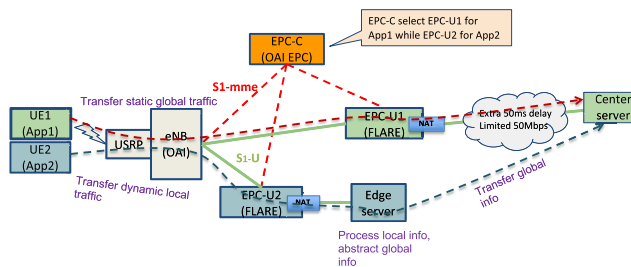 EPC-C select EPC-U1 for
App1 while EPC-U2 for App2
EPC-C
(OAI EPC)
S1-mme
Transfer static global traffic
UE1
(App1)
UE2
(App2)
USRP
eNB
(OAI)
EPC-U1
(FLARE)
NAT
Extra 50ms delay
Limited 50Mbps
Center
server
S1-U
Transfer dynamic local
traffic
EPC-U2
(FLARE)
NAT
Edge
server
Transfer global
info
Process local info,
abstract global
info